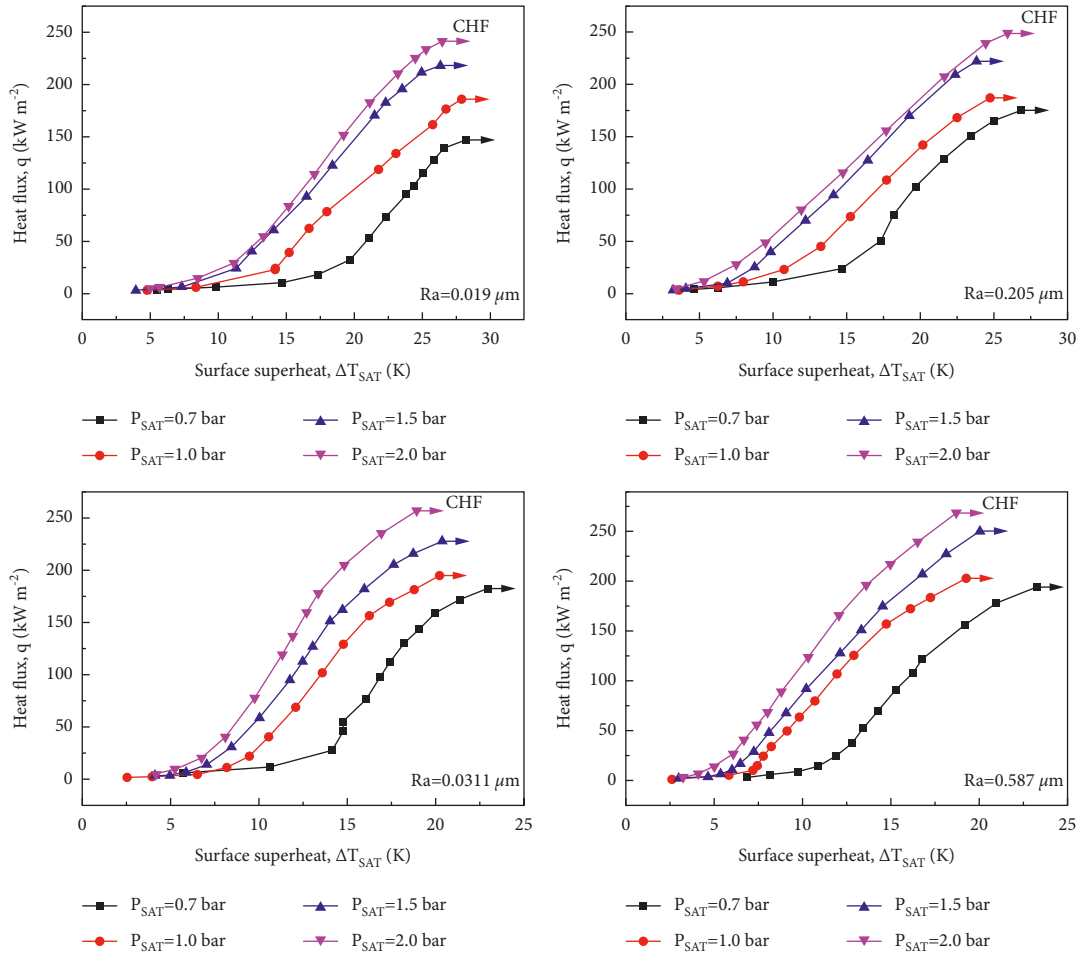 CHF
250
200
150
100
50
0
Heat flux, q (kW m-2)
Ra=0.019 μm
5 10 15 20 25 30
Surface superheat, ΔTSAT (K)
PSAT=0.7 bar PSAT=1.5 bar
PSAT=1.0 bar PSAT=2.0 bar
CHF
250
200
150
100
50
0
Heat flux, q (kW m-2)
Ra=0.205 μm
0 5 10 15 20 25 30
Surface superheat, ΔTSAT (K)
PSAT=0.7 bar PSAT=1.5 bar
PSAT=1.0 bar PSAT=2.0 bar
CHF
250
200
150
100
50
0
Heat flux, q (kW m-2)
Ra=0.0311 μm
0 5 10 15 20 25
Surface superheat, ΔTSAT (K)
PSAT=0.7 bar PSAT=1.5 bar
PSAT=1.0 bar PSAT=2.0 bar
CHF
250
200
150
100
50
0
Heat flux, q (kW m-2)
Ra=0.587 μm
0 5 10 15 20 25
Surface superheat, ΔTSAT (K)
PSAT=0.7 bar PSAT=1.5 bar
PSAT=1.0 bar PSAT=2.0 bar